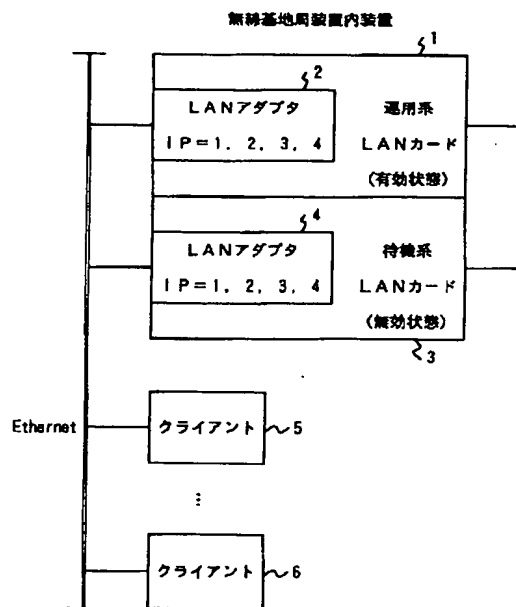 無線基地局装置内装置
1
2
LANアダプタ
IP=1, 2, 3, 4
運用系
LANカード
(有効状態)
4
LANアダプタ
IP=1, 2, 3, 4
待機系
LANカード
(無効状態)
3
Ethernet
クライアント
5
⋮
クライアント
6